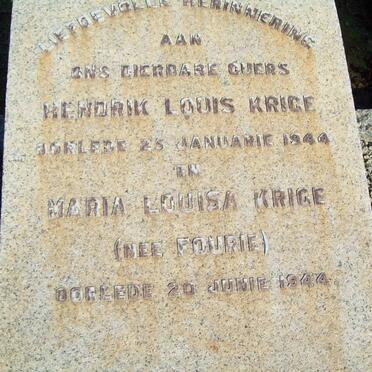 LIEFDEVOLLE HERINNERING
AAN
ONS DIERBARE OUERS
HENDRIK LOUIS KRIGE
OORLEDE 25 JANUARIE 1944
EN
MARIA LOUISA KRIGE
(NEE FOURIE)
OORLEDE 20 JUNIE 1944